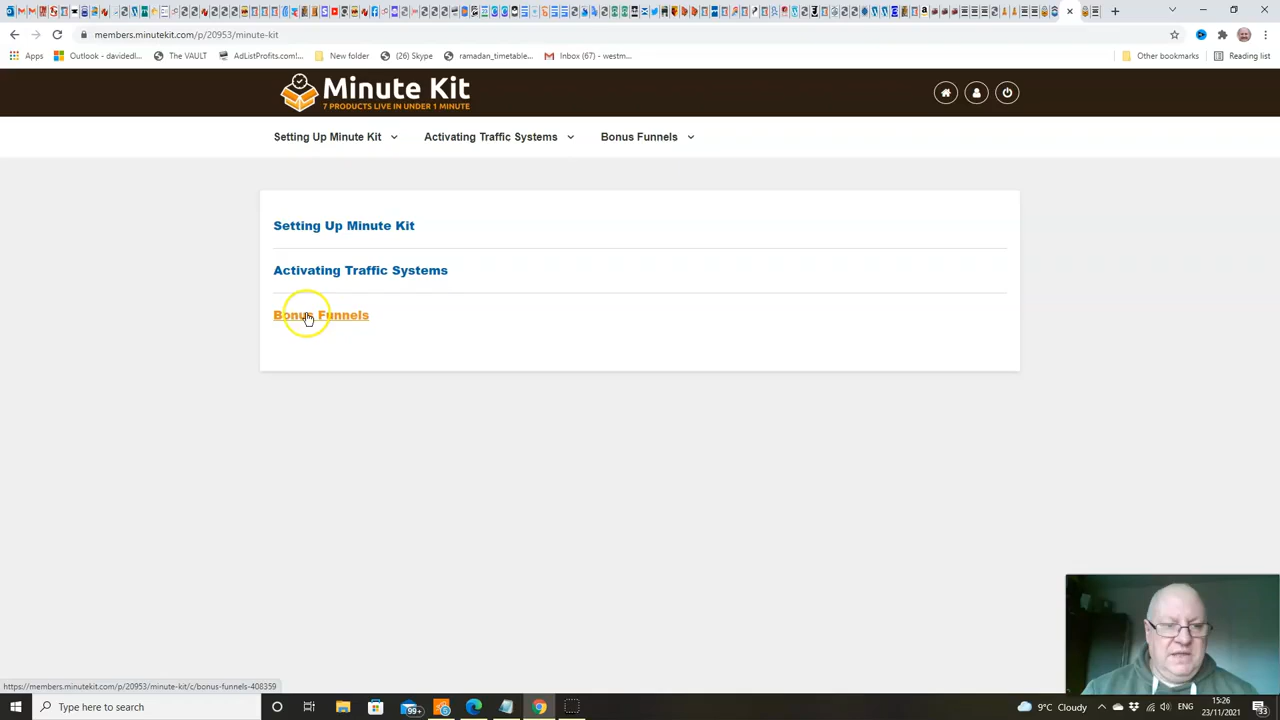 members.minutekit.com/p/20953/minute-kit
Apps
Outlook - davidedl...
The VAULT
AdListProfits.com!...
New folder
(26) Skype
ramadan_timetable...
Inbox (67) - westm...
Other bookmarks
Reading list
Minute Kit
7 PRODUCTS LIVE IN UNDER 1 MINUTE
Setting Up Minute Kit
Activating Traffic Systems
Bonus Funnels
Setting Up Minute Kit
Activating Traffic Systems
Bonus Funnels
https://members.minutekit.com/p/20953/minute-kit/c/bonus-funnels-408359
Type here to search
99+
9°C Cloudy
ENG
15:26
23/11/2021